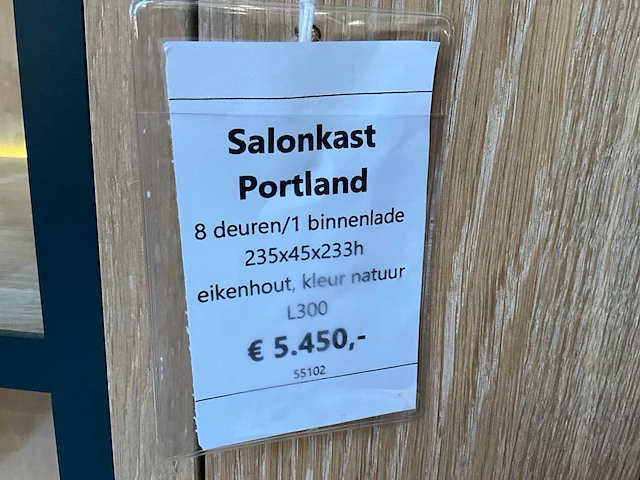 Salonkast
Portland
8 deuren/1 binnenlade
235x45x233h
eikenhout, kleur natuur
L300
€ 5.450,-
55102